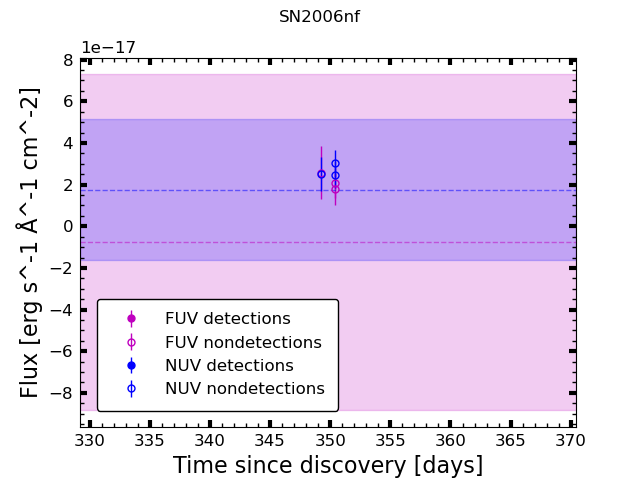 SN2006nf
1e−17
8
6
4
2
0
−2
−4
−6
−8
Flux [erg s^-1 Å^-1 cm^-2]
FUV detections
FUV nondetections
NUV detections
NUV nondetections
330 335 340 345 350 355 360 365 370
Time since discovery [days]